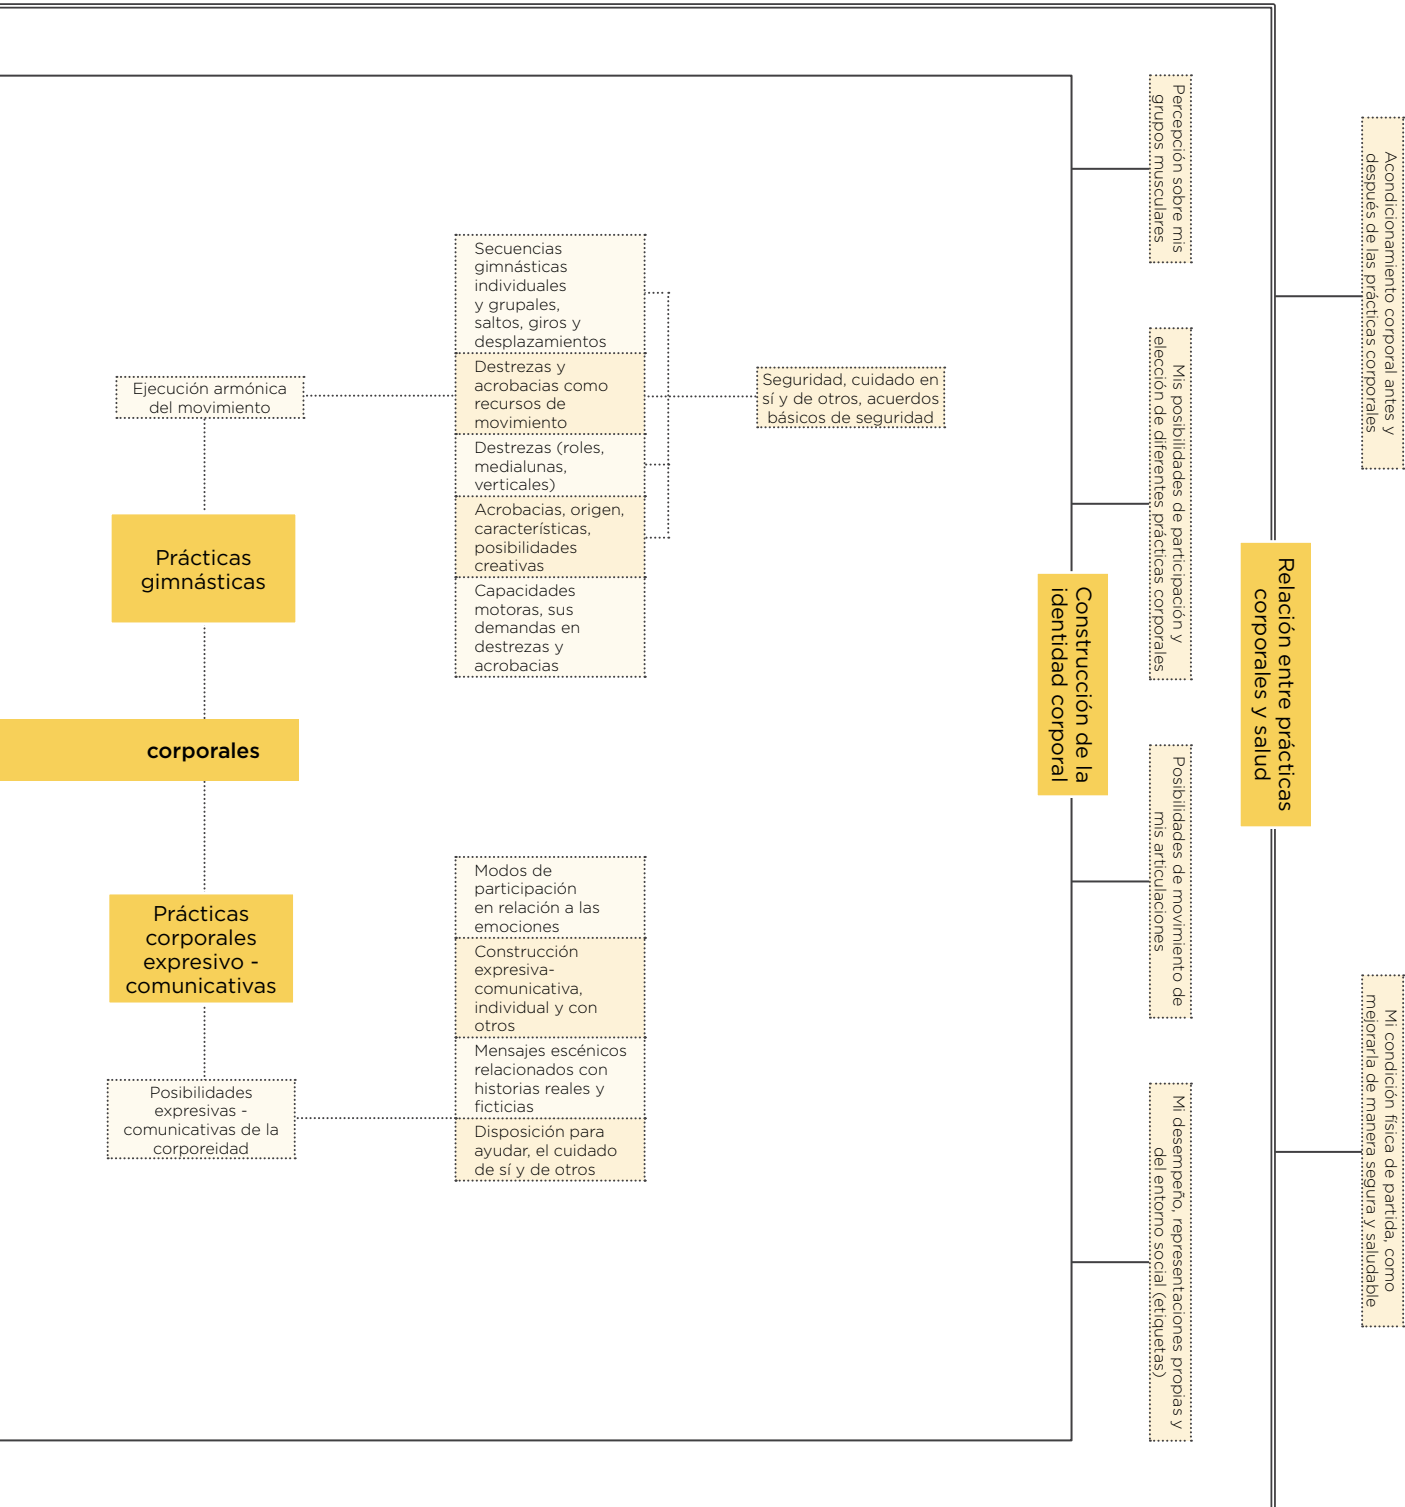 Secuencias
gimnásticas
individuales
y grupales,
saltos, giros y
desplazamientos
Destrezas y
acrobacias como
recursos de
movimiento
Destrezas (roles,
medialunas,
verticales)
Acrobacias, origen,
características,
posibilidades
creativas
Capacidades
motoras, sus
demandas en
destrezas y
acrobacias
Ejecución armónica
del movimiento
Seguridad, cuidado en
sí y de otros, acuerdos
básicos de seguridad
Prácticas
gimnásticas
corporales
Prácticas
corporales
expresivo -
comunicativas
Posibilidades
expresivas -
comunicativas de la
corporeidad
Modos de
participación
en relación a las
emociones
Construcción
expresiva-
comunicativa,
individual y con
otros
Mensajes escénicos
relacionados con
historias reales y
ficticias
Disposición para
ayudar, el cuidado
de sí y de otros
Construcción de la
identidad corporal
Percepción sobre mis
grupos musculares
Mis posibilidades de participación y
elección de diferentes prácticas corporales
Posibilidades de movimiento de
mis articulaciones
Mi desempeño, representaciones propias y
del entorno social (etiquetas)
Relación entre prácticas
corporales y salud
Acondicionamiento corporal antes y
después de las prácticas corporales
Mi condición física de partida, como
mejorarla de manera segura y saludable